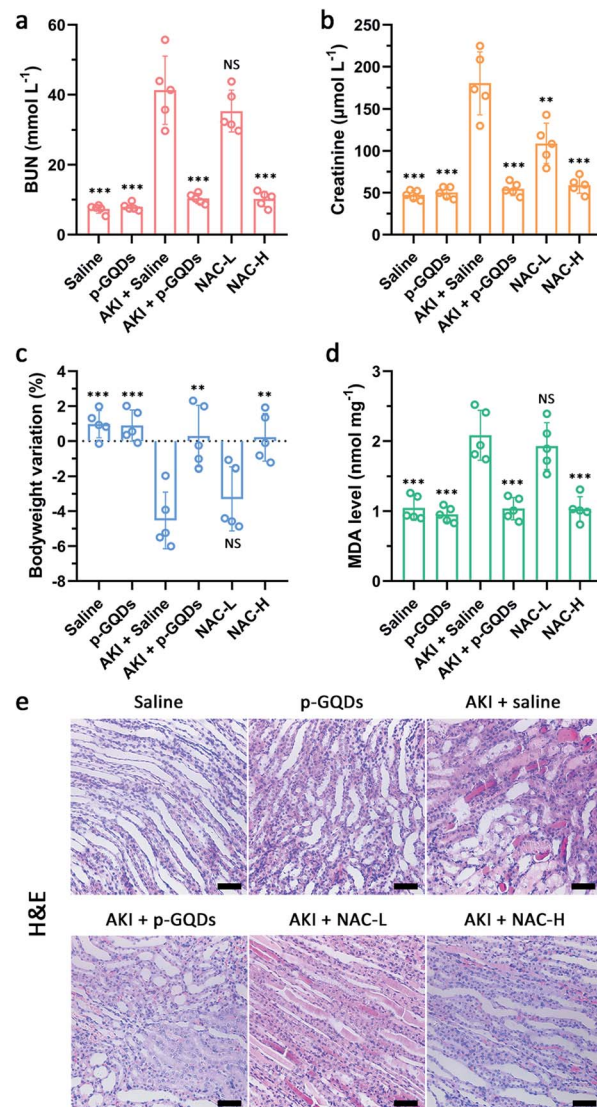 a
BUN (mmol L⁻¹)
60
40
20
0
***
***
***
NS
***
Saline
p-GQDs
AKI + Saline
AKI + p-GQDs
NAC-L
NAC-H
b
Creatinine (µmol L⁻¹)
250
200
150
100
50
0
***
***
***
**
***
Saline
p-GQDs
AKI + Saline
AKI + p-GQDs
NAC-L
NAC-H
c
Bodyweight variation (%)
4
2
0
-2
-4
-6
-8
***
***
**
NS
**
Saline
p-GQDs
AKI + Saline
AKI + p-GQDs
NAC-L
NAC-H
d
MDA level (nmol mg⁻¹)
3
2
1
0
***
***
***
NS
***
Saline
p-GQDs
AKI + Saline
AKI + p-GQDs
NAC-L
NAC-H
e
Saline
p-GQDs
AKI + saline
H&E
AKI + p-GQDs
AKI + NAC-L
AKI + NAC-H